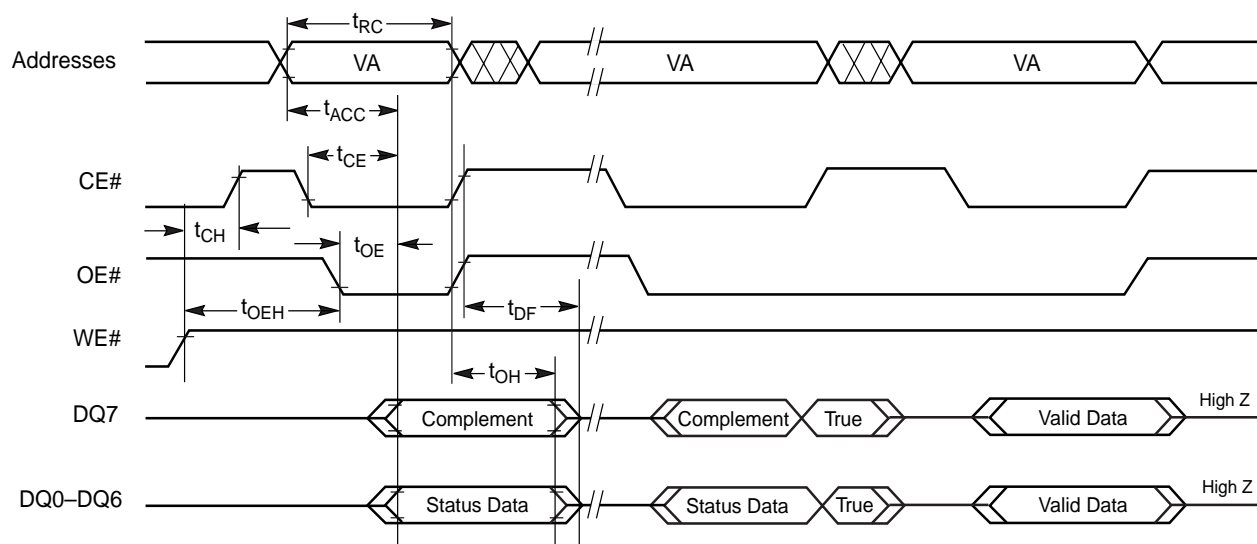 tRC
Addresses VA VA VA
tACC
tCE
CE#
tCH tOE
OE#
tOEH tDF
WE#
tOH
DQ7 Complement Complement True Valid Data High Z
DQ0–DQ6 Status Data Status Data True Valid Data High Z